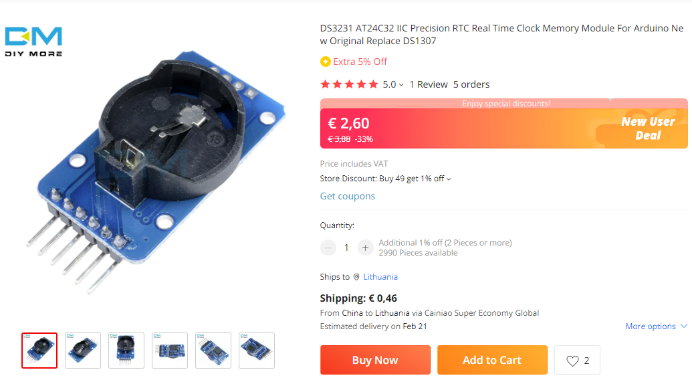 DM
DIY MORE
DS3231 AT24C32 IIC Precision RTC Real Time Clock Memory Module For Arduino Ne
w Original Replace DS1307
Extra 5% Off
5.0 1 Review 5 orders
Enjoy special discounts!
€ 2,60
€ 3,88 -33%
New User
Deal
Price includes VAT
Store Discount: Buy 49 get 1% off
Get coupons
Quantity:
1
Additional 1% off (2 Pieces or more)
2990 Pieces available
Ships to Lithuania
Shipping: € 0,46
From China to Lithuania via Cainiao Super Economy Global
Estimated delivery on Feb 21
More options
Buy Now
Add to Cart
2